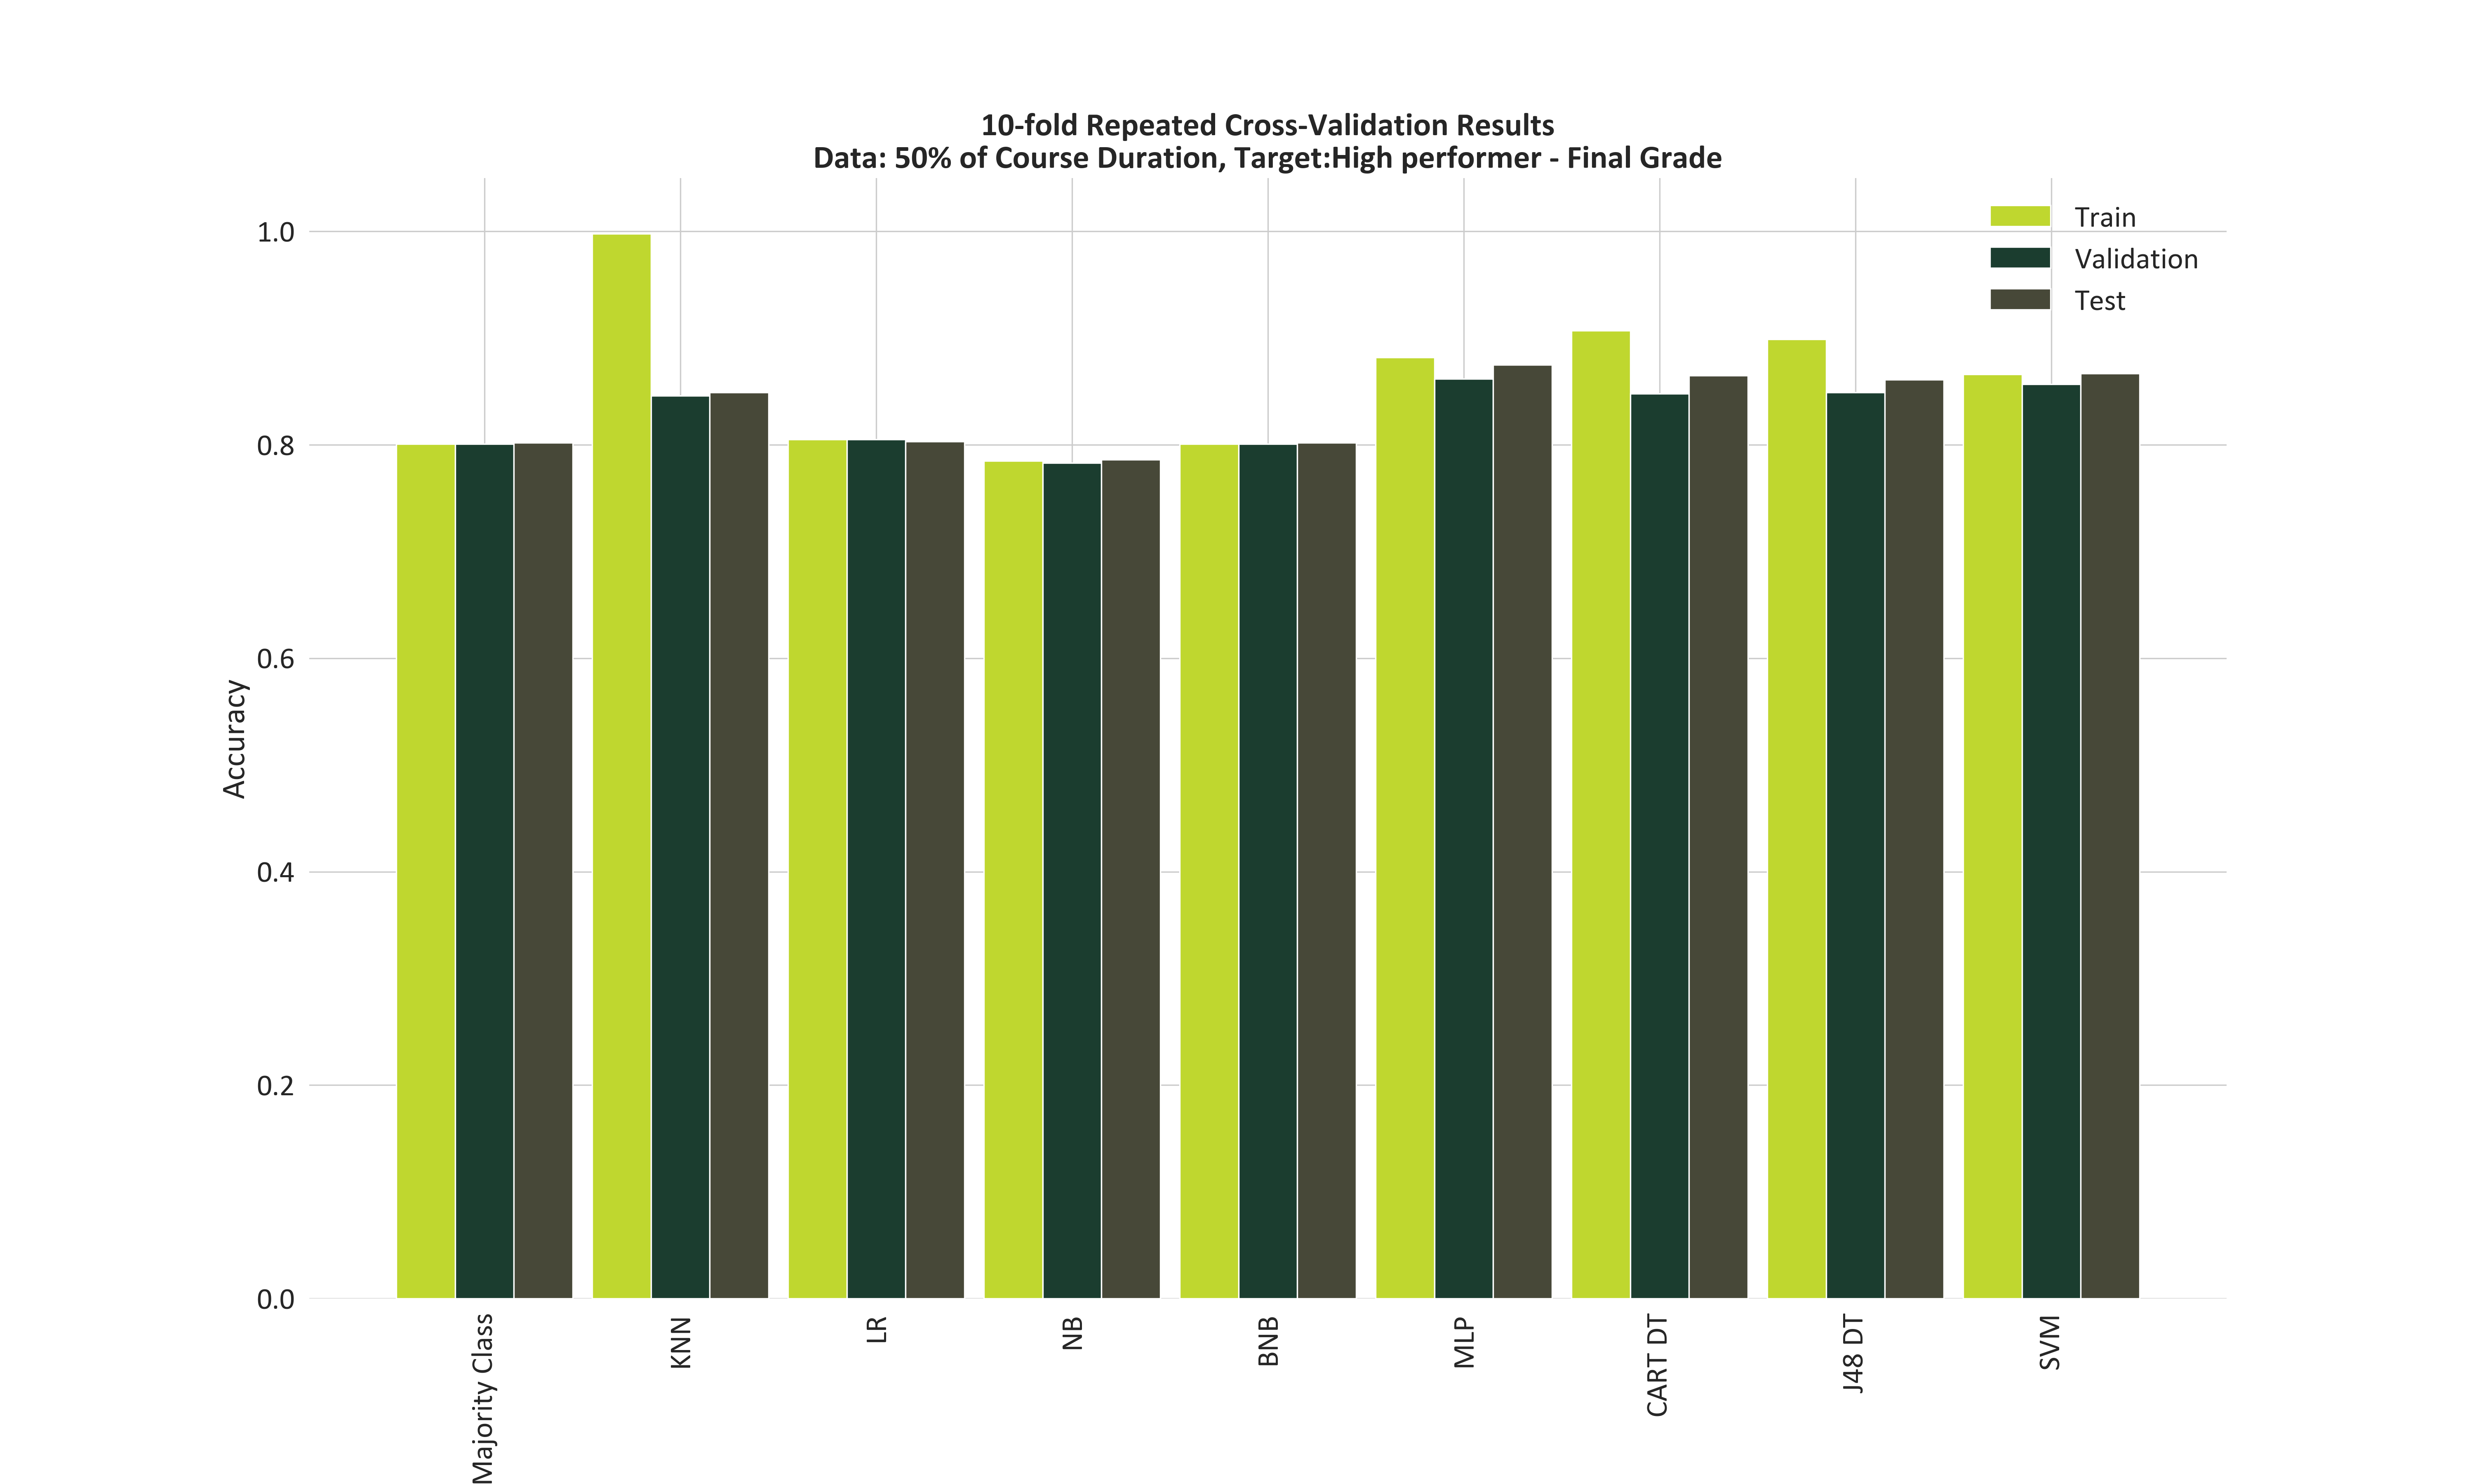 10-fold Repeated Cross-Validation Results
Data: 50% of Course Duration, Target:High performer - Final Grade
Train
Validation
Test
Accuracy
1.0
0.8
0.6
0.4
0.2
0.0
Majority Class
KNN
LR
NB
BNB
MLP
CART DT
J48 DT
SVM